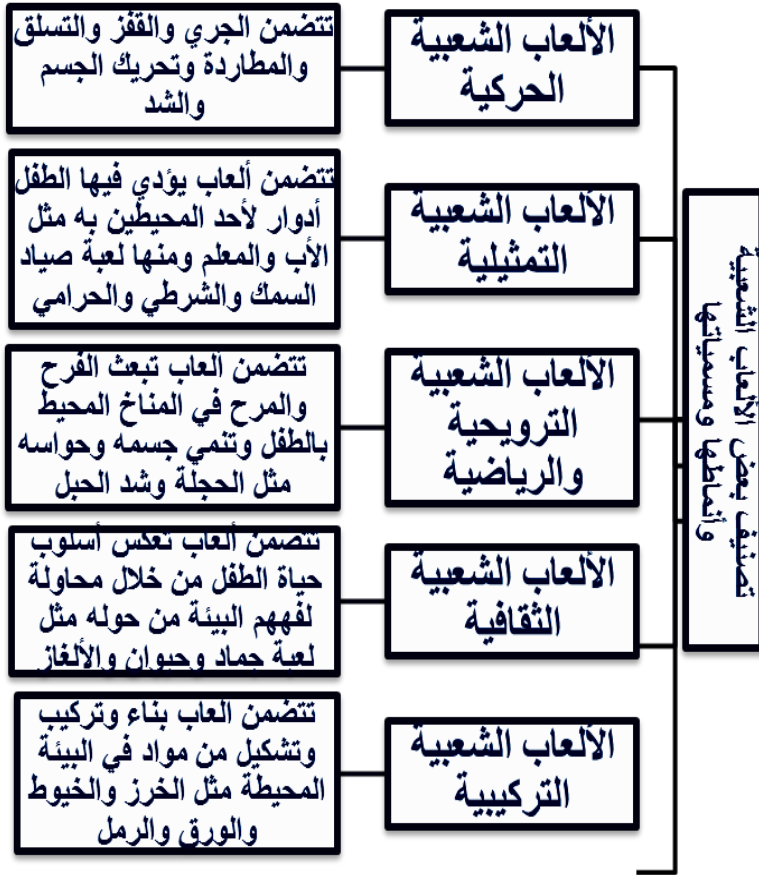 تصنيف بعض الألعاب الشعبية ومسمياتها
وأنماطها
الألعاب الشعبية
الحركية
تتضمن الجري والقفز والتسلق
والمطاردة وتحريك الجسم
والشد
الألعاب الشعبية
التمثيلية
تتضمن ألعاب يؤدي فيها الطفل
أدوار لأحد المحيطين به مثل
الأب والمعلم ومنها لعبة صياد
السمك والشرطي والحرامي
الألعاب الشعبية
الترويحية
والرياضية
تتضمن ألعاب تبعث الفرح
والمرح في المناخ المحيط
بالطفل وتنمي جسمه وحواسه
مثل الحجلة وشد الحبل
الألعاب الشعبية
الثقافية
تتضمن ألعاب تعكس أسلوب
حياة الطفل من خلال محاولة
لفههم البيئة من حوله مثل
لعبة جماد وحيوان والألغاز
الألعاب الشعبية
التركيبية
تتضمن العاب بناء وتركيب
وتشكيل من مواد في البيئة
المحيطة مثل الخرز والخيوط
والورق والرمل